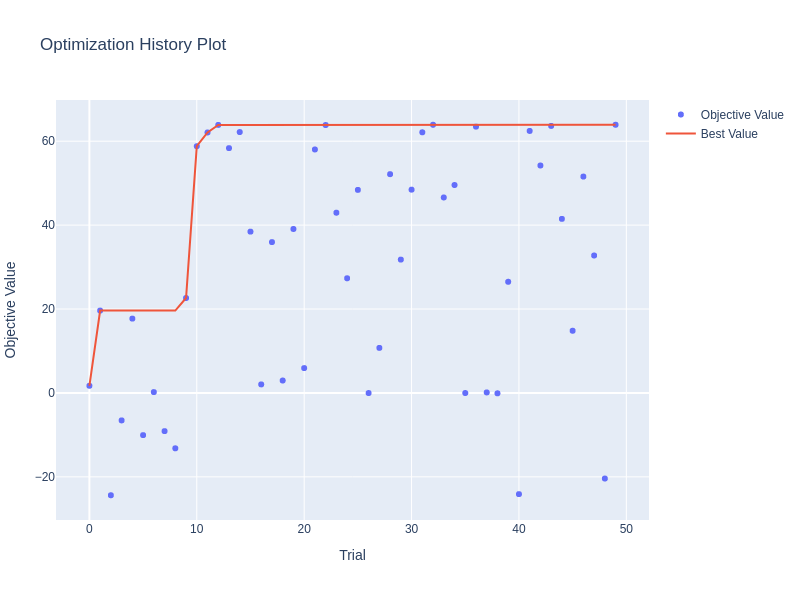 Optimization History Plot
Objective Value
Best Value
60
40
20
0
−20
Objective Value
0
10
20
30
40
50
Trial